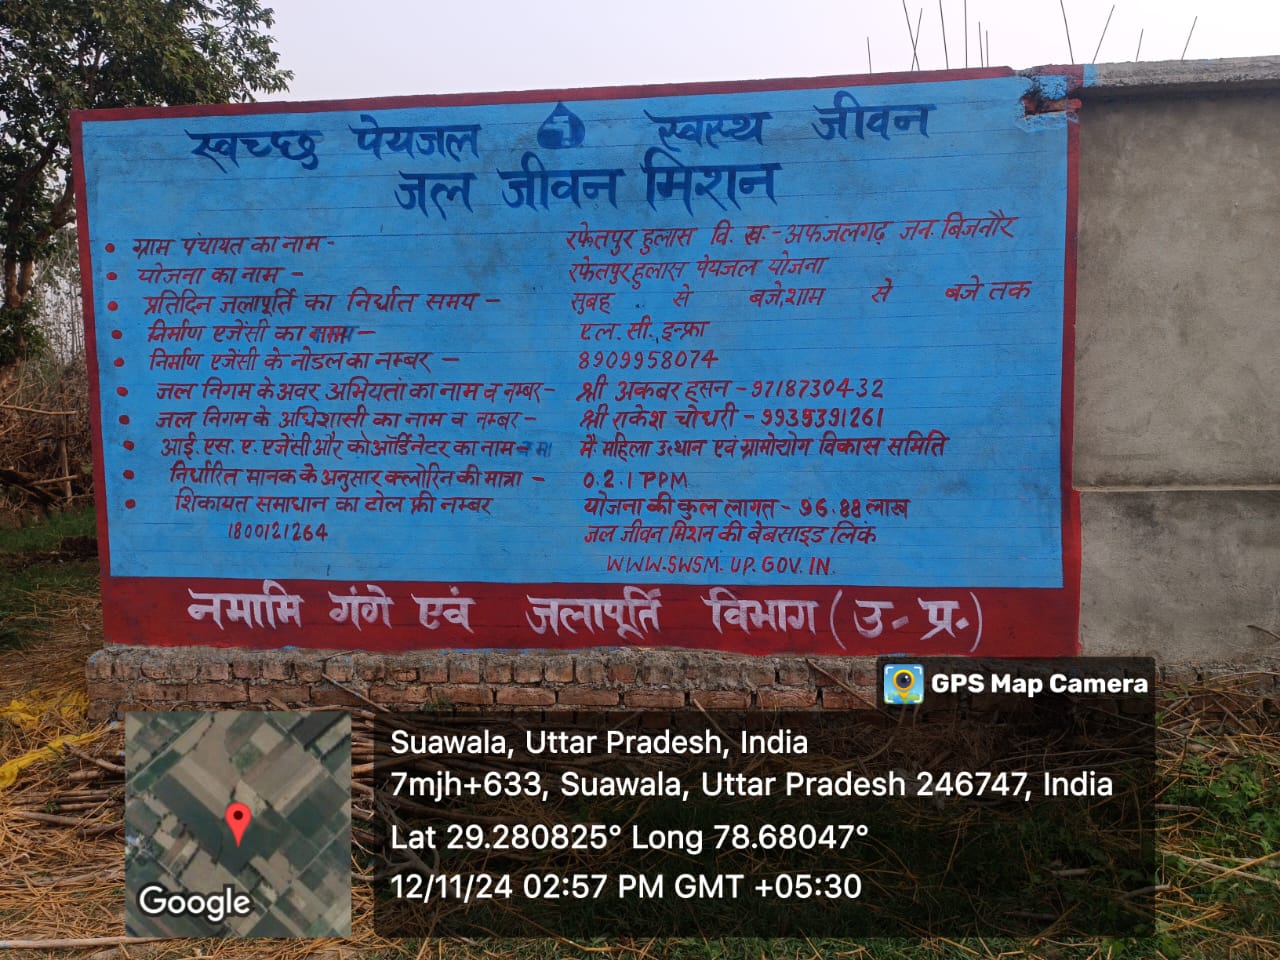 स्वच्छ पेयजल स्वस्थ जीवन
जल जीवन मिशन
ग्राम पंचायत का नाम - रफेतपुर हुलास वि. ख. - अफजलगढ़ जन. बिजनौर
योजना का नाम - रफेतपुर हुलास पेयजल योजना
प्रतिदिन जलापूर्ति का निर्धात समय - सुबह से बजे, शाम से बजे तक
निर्माण एजेंसी का नाम - एल. सी. इन्फ्रा
निर्माण एजेंसी के नोडल का नम्बर - 8909958074
जल निगम के अवर अभियतां का नाम व नम्बर - श्री अकबर हसन - 9718730432
जल निगम के अधिशासी का नाम व नम्बर - श्री राकेश चौधरी - 9939391261
आई. एस. ए. एजेंसी और कोऑर्डिनेटर का नाम - मै. महिला उत्थान एवं ग्रामोद्योग विकास समिति
निर्धारित मानक के अनुसार क्लोरिन की मात्रा - 0.2.1 PPM
शिकायत समाधान का टोल फ्री नम्बर योजना की कुल लागत - 96.88 लाख
1800121264 जल जीवन मिशन की बेबसाइड लिंक
WWW.SWSM.UP.GOV.IN.
नमामि गंगे एवं जलापूर्ति विभाग (उ. प्र.)
GPS Map Camera
Suawala, Uttar Pradesh, India
7mjh+633, Suawala, Uttar Pradesh 246747, India
Lat 29.280825° Long 78.68047°
12/11/24 02:57 PM GMT +05:30
Google